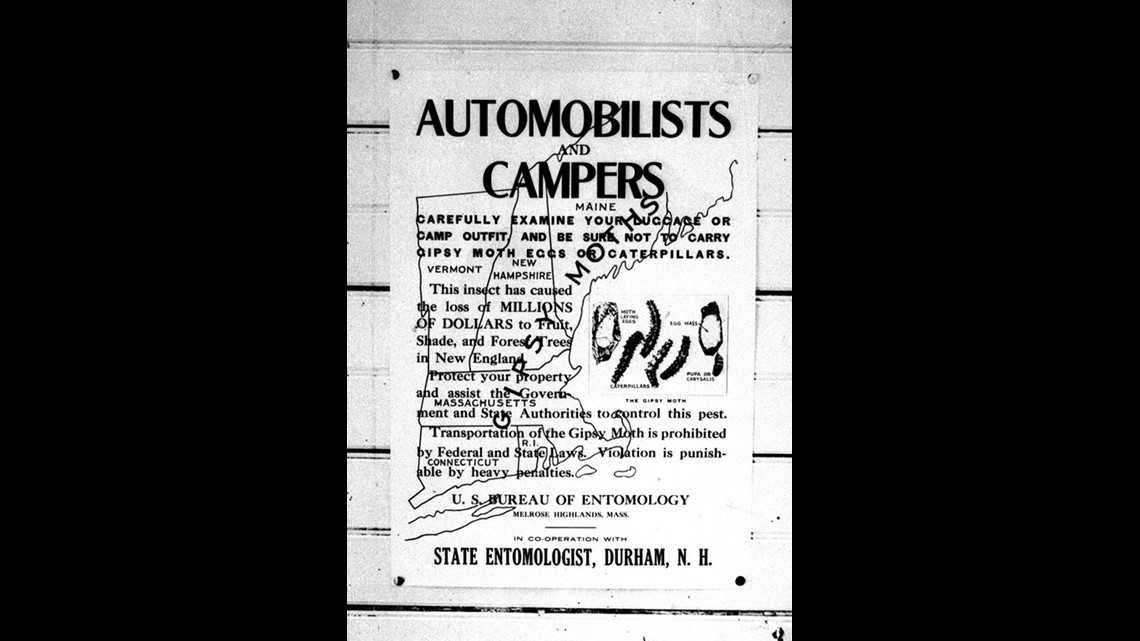 AUTOMOBILISTS
AND
CAMPERS
MAINE
CAREFULLY EXAMINE YOUR LUGGAGE OR
CAMP OUTFIT, AND BE SURE NOT TO CARRY
GIPSY MOTH EGGS OR CATERPILLARS.
VERMONT
NEW
HAMPSHIRE
GIPSY MOTHS
This insect has caused
the loss of MILLIONS
OF DOLLARS to Fruit,
Shade, and Forest Trees
in New England.
MOTH
LAYING
EGGS
EGG MASS
PUPA OR
CHRYSALIS
CATERPILLARS
THE GIPSY MOTH
Protect your property
and assist the Govern-
MASSACHUSETTS
ment and State Authorities to control this pest.
Transportation of the Gipsy Moth is prohibited
R.I.
by Federal and State Laws. Violation is punish-
CONNECTICUT
able by heavy penalties.
U. S. BUREAU OF ENTOMOLOGY
MELROSE HIGHLANDS, MASS.
IN CO-OPERATION WITH
STATE ENTOMOLOGIST, DURHAM, N. H.